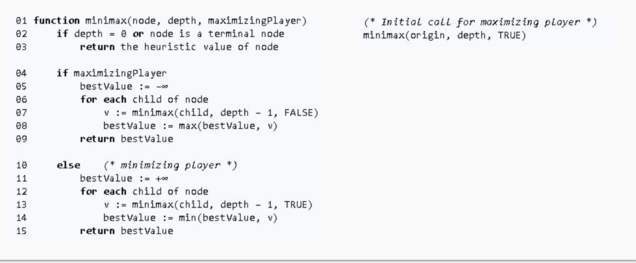 01 function minimax(node, depth, maximizingPlayer)
02 if depth = 0 or node is a terminal node
03 return the heuristic value of node
04 if maximizingPlayer
05 bestValue := -∞
06 for each child of node
07 v := minimax(child, depth - 1, FALSE)
08 bestValue := max(bestValue, v)
09 return bestValue
10 else (* minimizing player *)
11 bestValue := +∞
12 for each child of node
13 v := minimax(child, depth - 1, TRUE)
14 bestValue := min(bestValue, v)
15 return bestValue
(* Initial call for maximizing player *)
minimax(origin, depth, TRUE)